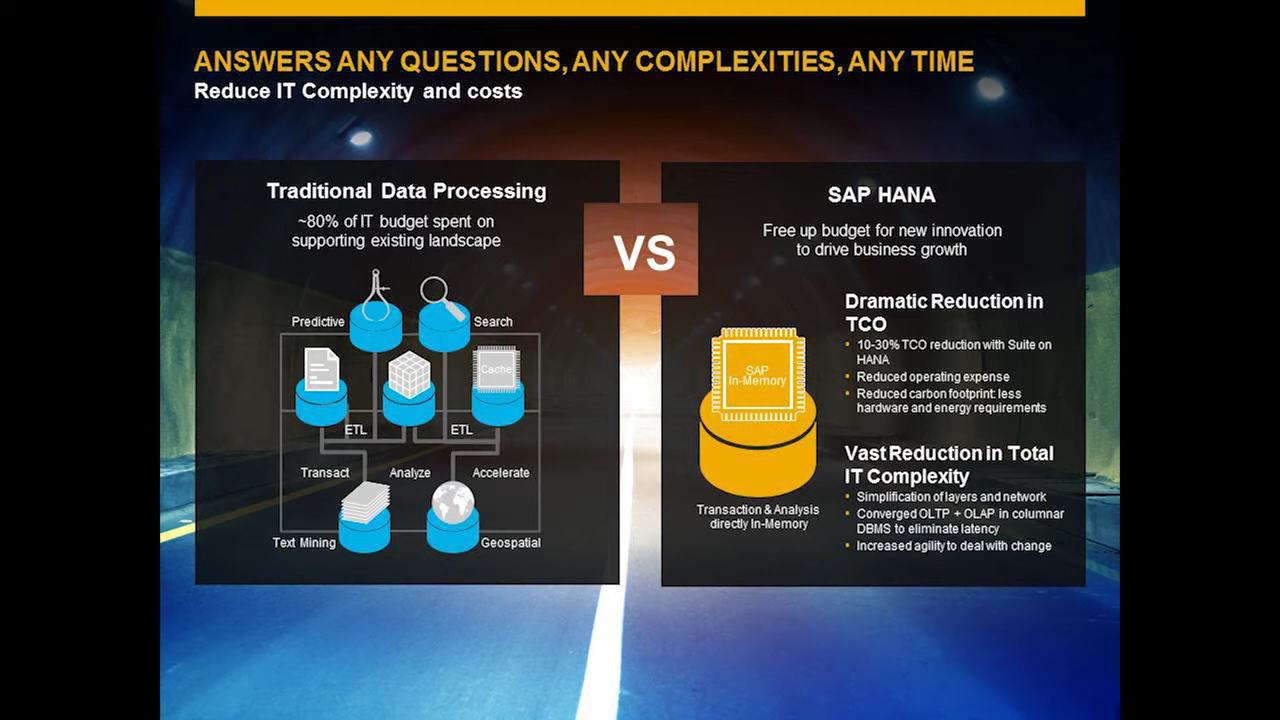 ANSWERS ANY QUESTIONS, ANY COMPLEXITIES, ANY TIME
Reduce IT Complexity and costs
Traditional Data Processing
~80% of IT budget spent on
supporting existing landscape
Predictive
Search
Cache
ETL
ETL
Transact
Analyze
Accelerate
Text Mining
Geospatial
VS
SAP HANA
Free up budget for new innovation
to drive business growth
SAP
In-Memory
Transaction & Analysis
directly In-Memory
Dramatic Reduction in
TCO
▪ 10-30% TCO reduction with Suite on
HANA
▪ Reduced operating expense
▪ Reduced carbon footprint: less
hardware and energy requirements
Vast Reduction in Total
IT Complexity
▪ Simplification of layers and network
▪ Converged OLTP + OLAP in columnar
DBMS to eliminate latency
▪ Increased agility to deal with change